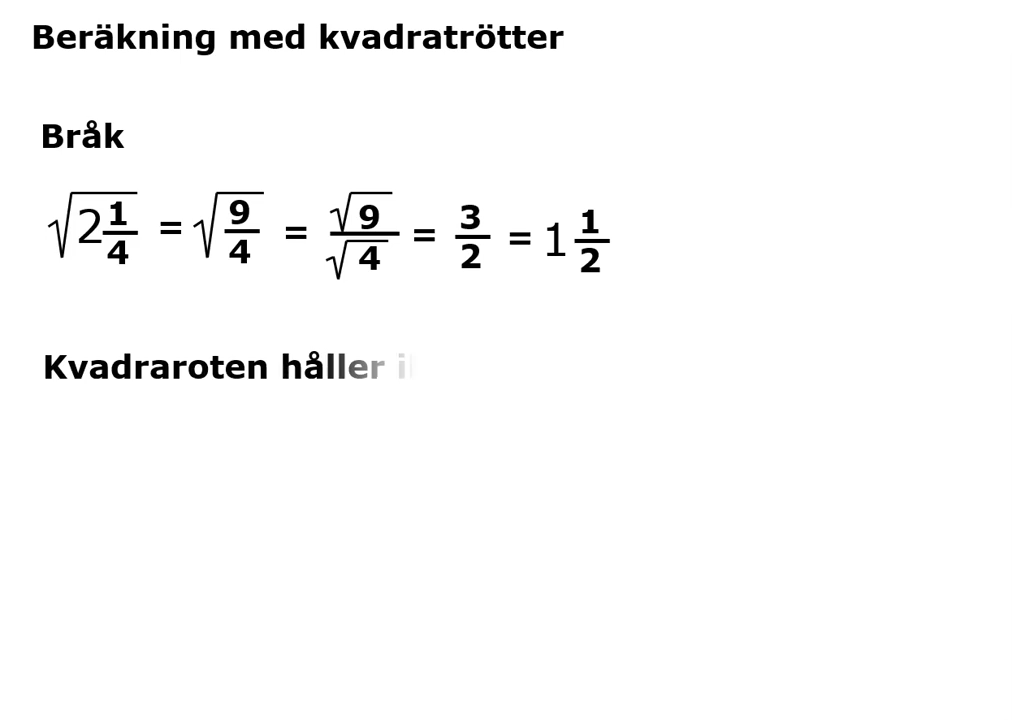 Beräkning med kvadratrötter
Bråk
√2 1/4 = √9/4 = √9/√4 = 3/2 = 1 1/2
Kvadraroten håller